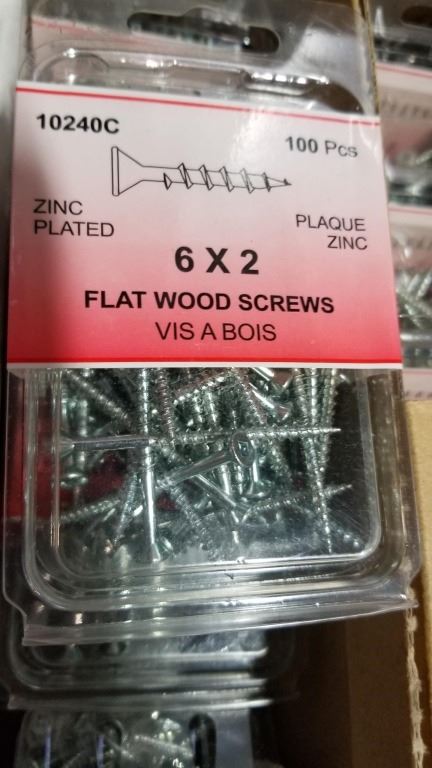 10240C
100 Pcs
ZINC
PLATED
PLAQUE
ZINC
6 X 2
FLAT WOOD SCREWS
VIS A BOIS